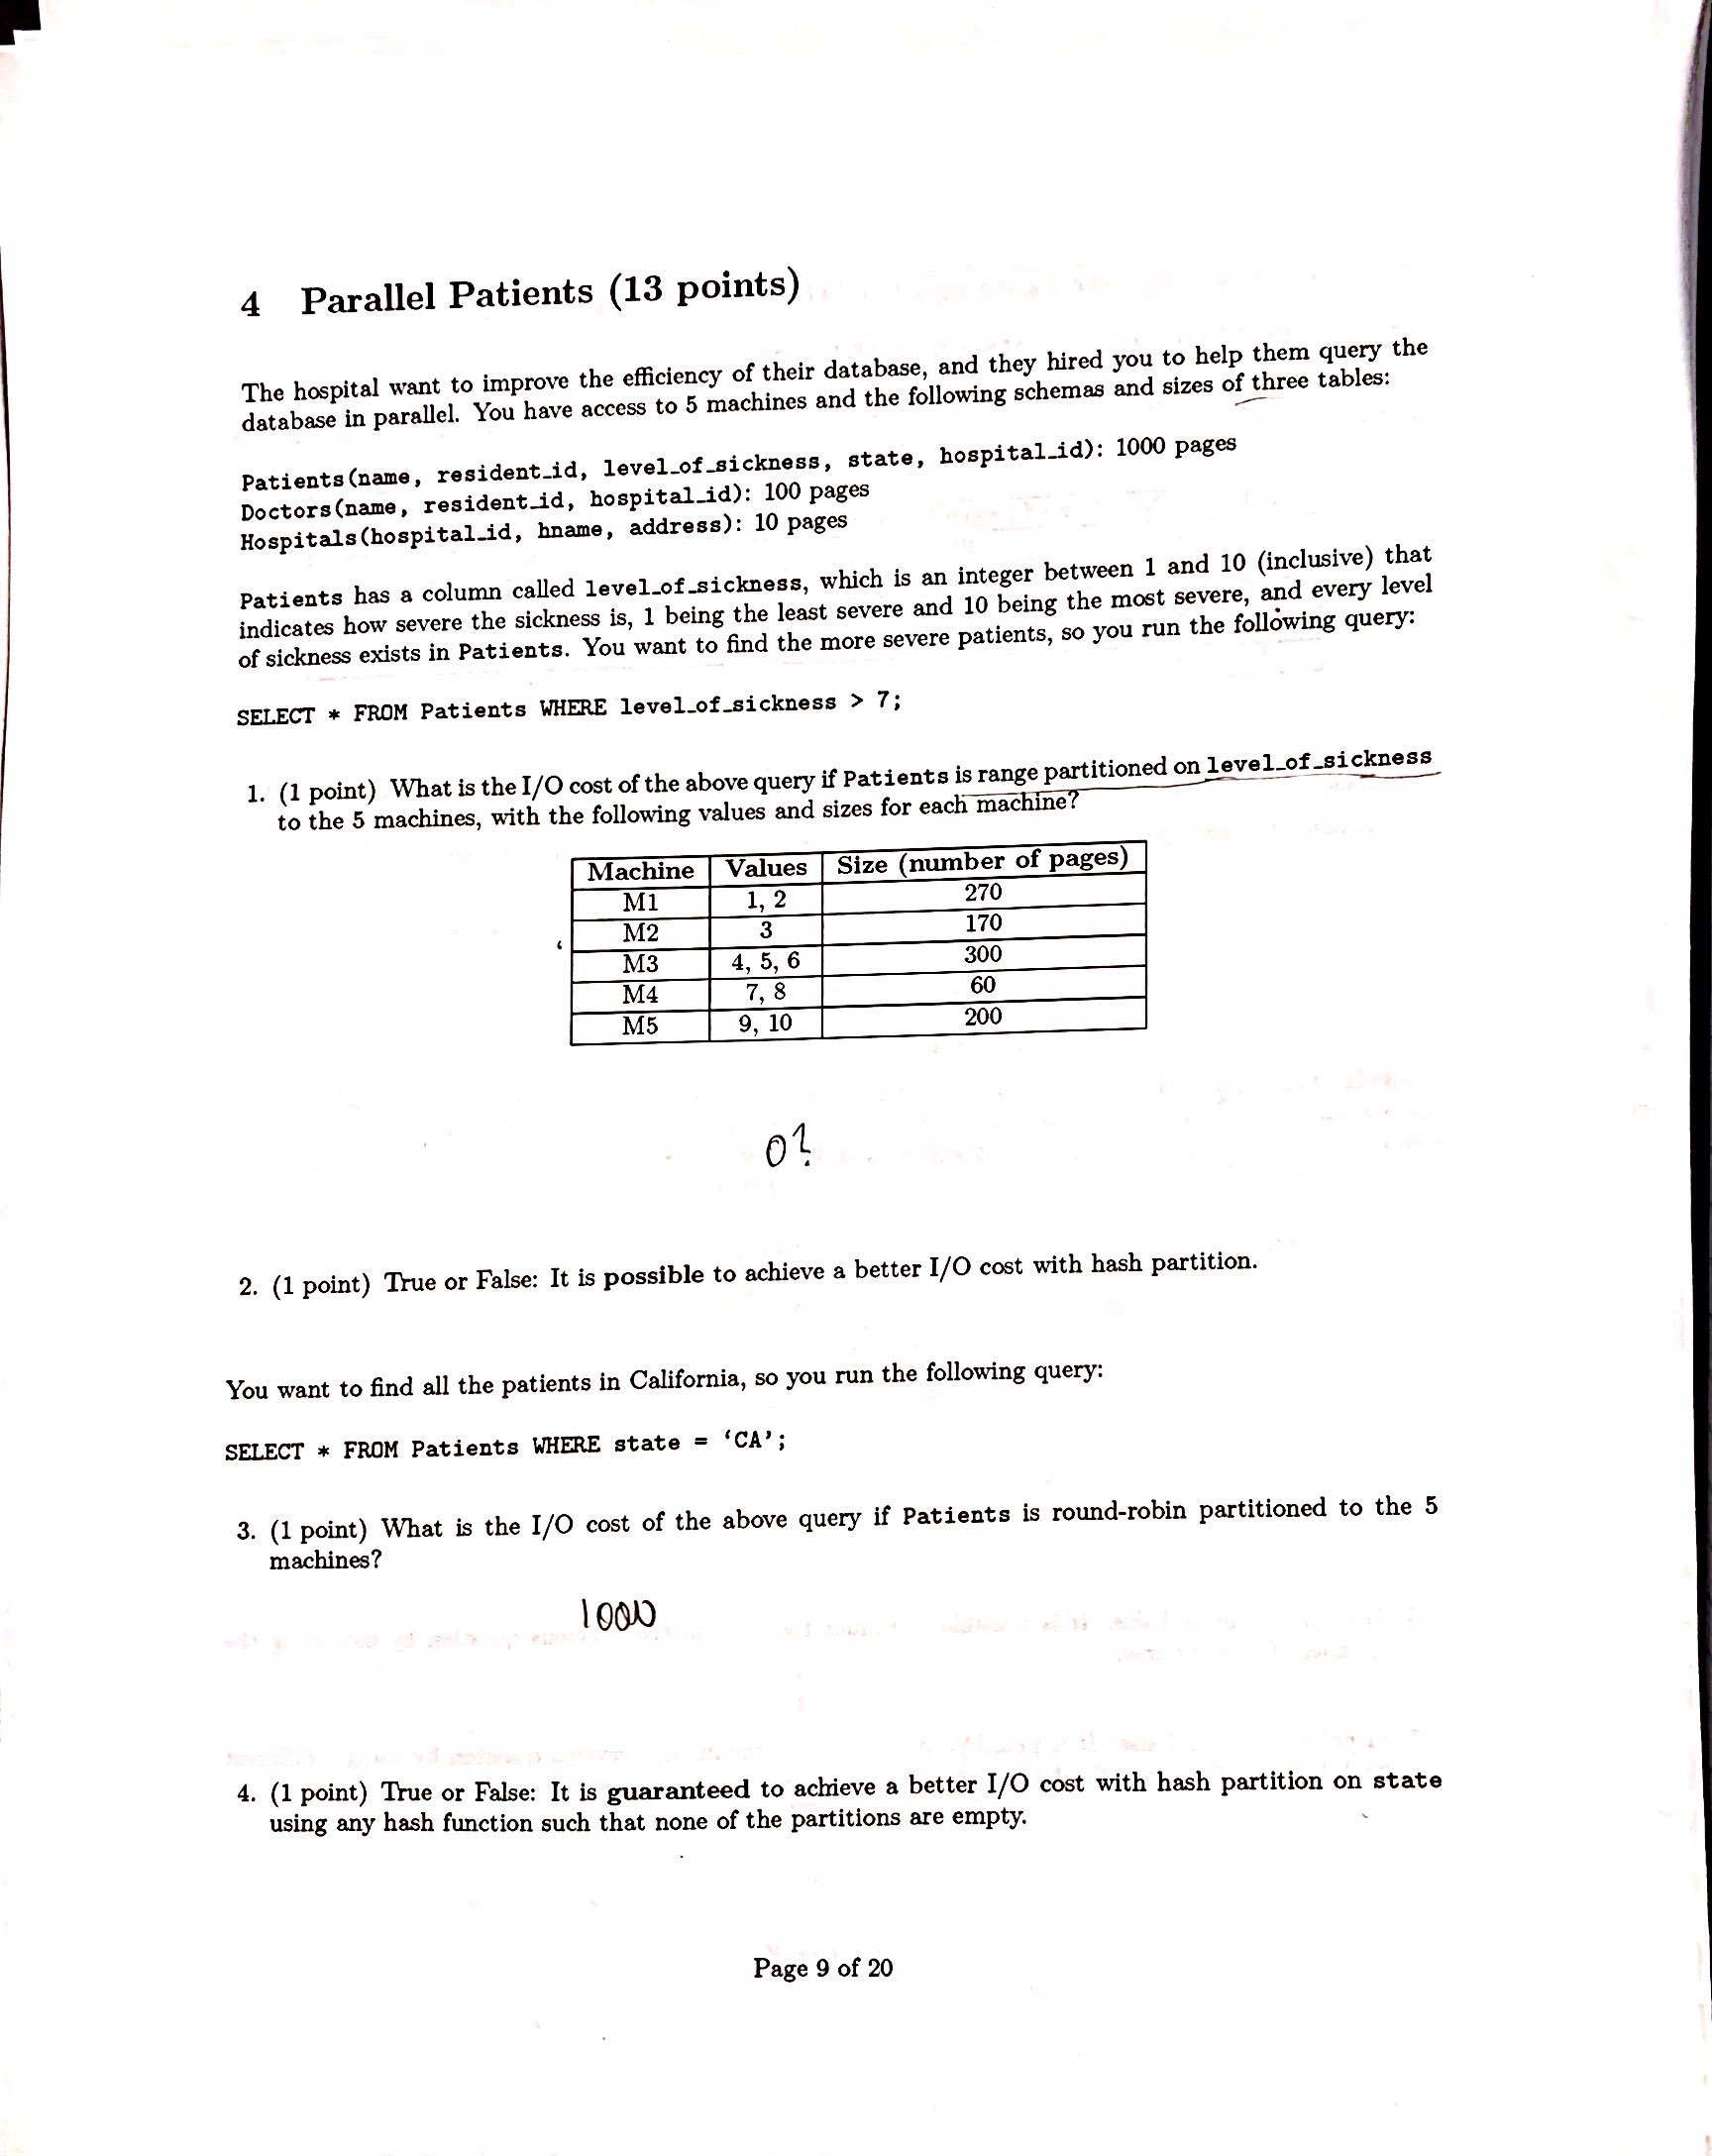 4 Parallel Patients (13 points)
The hospital want to improve the efficiency of their database, and they hired you to help them query the
database in parallel. You have access to 5 machines and the following schemas and sizes of three tables:
Patients(name, resident_id, level_of_sickness, state, hospital_id): 1000 pages
Doctors(name, resident_id, hospital_id): 100 pages
Hospitals(hospital_id, hname, address): 10 pages
Patients has a column called level_of_sickness, which is an integer between 1 and 10 (inclusive) that
indicates how severe the sickness is, 1 being the least severe and 10 being the most severe, and every level
of sickness exists in Patients. You want to find the more severe patients, so you run the following query:
SELECT * FROM Patients WHERE level_of_sickness > 7;
1. (1 point) What is the I/O cost of the above query if Patients is range partitioned on level_of_sickness
to the 5 machines, with the following values and sizes for each machine?
Machine Values Size (number of pages)
M1 1, 2 270
M2 3 170
M3 4, 5, 6 300
M4 7, 8 60
M5 9, 10 200
0?
2. (1 point) True or False: It is possible to achieve a better I/O cost with hash partition.
You want to find all the patients in California, so you run the following query:
SELECT * FROM Patients WHERE state = ‘CA’;
3. (1 point) What is the I/O cost of the above query if Patients is round-robin partitioned to the 5
machines?
1000
4. (1 point) True or False: It is guaranteed to achieve a better I/O cost with hash partition on state
using any hash function such that none of the partitions are empty.
Page 9 of 20